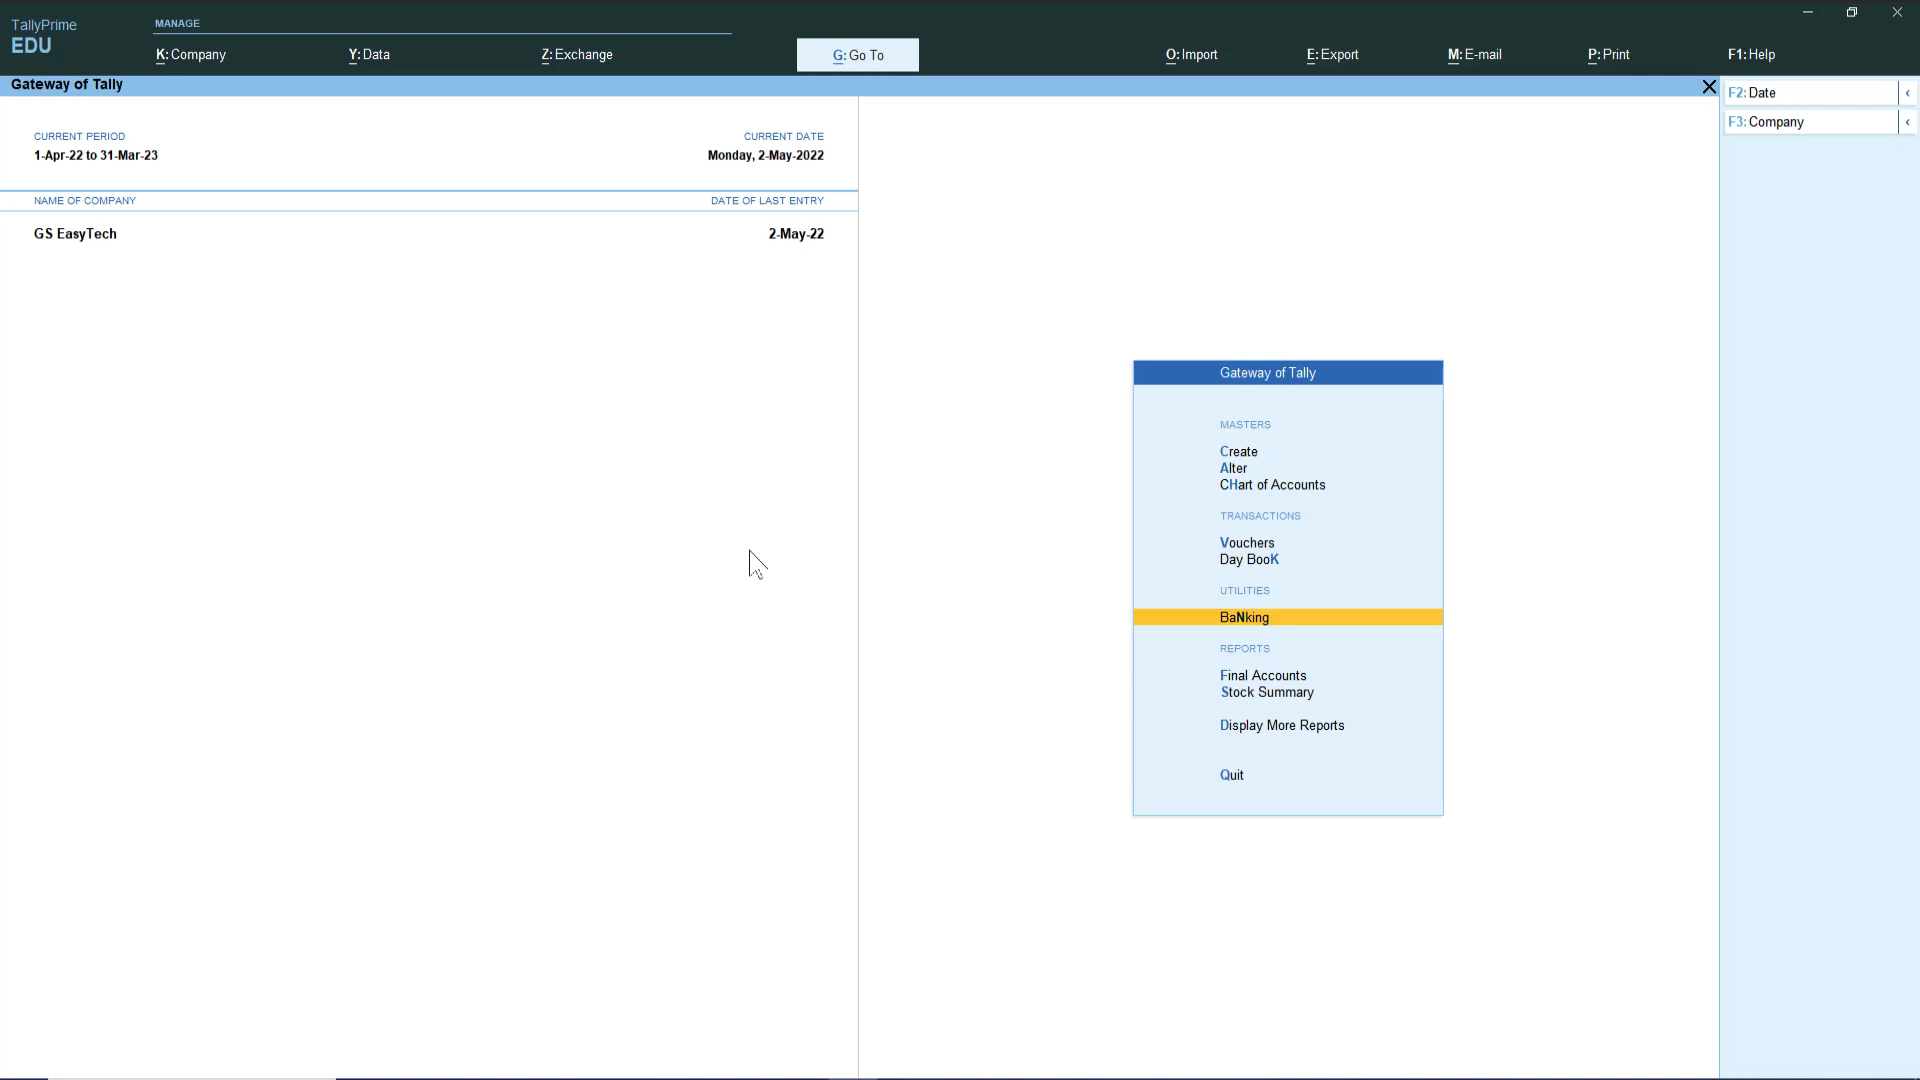 TallyPrime
EDU
MANAGE
K: Company
Y: Data
Z: Exchange
G: Go To
O: Import
E: Export
M: E-mail
P: Print
F1: Help
Gateway of Tally
F2: Date
F3: Company
CURRENT PERIOD
CURRENT DATE
1-Apr-22 to 31-Mar-23
Monday, 2-May-2022
NAME OF COMPANY
DATE OF LAST ENTRY
GS EasyTech
2-May-22
Gateway of Tally
MASTERS
Create
Alter
CHart of Accounts
TRANSACTIONS
Vouchers
Day BooK
UTILITIES
BaNking
REPORTS
Final Accounts
Stock Summary
Display More Reports
Quit